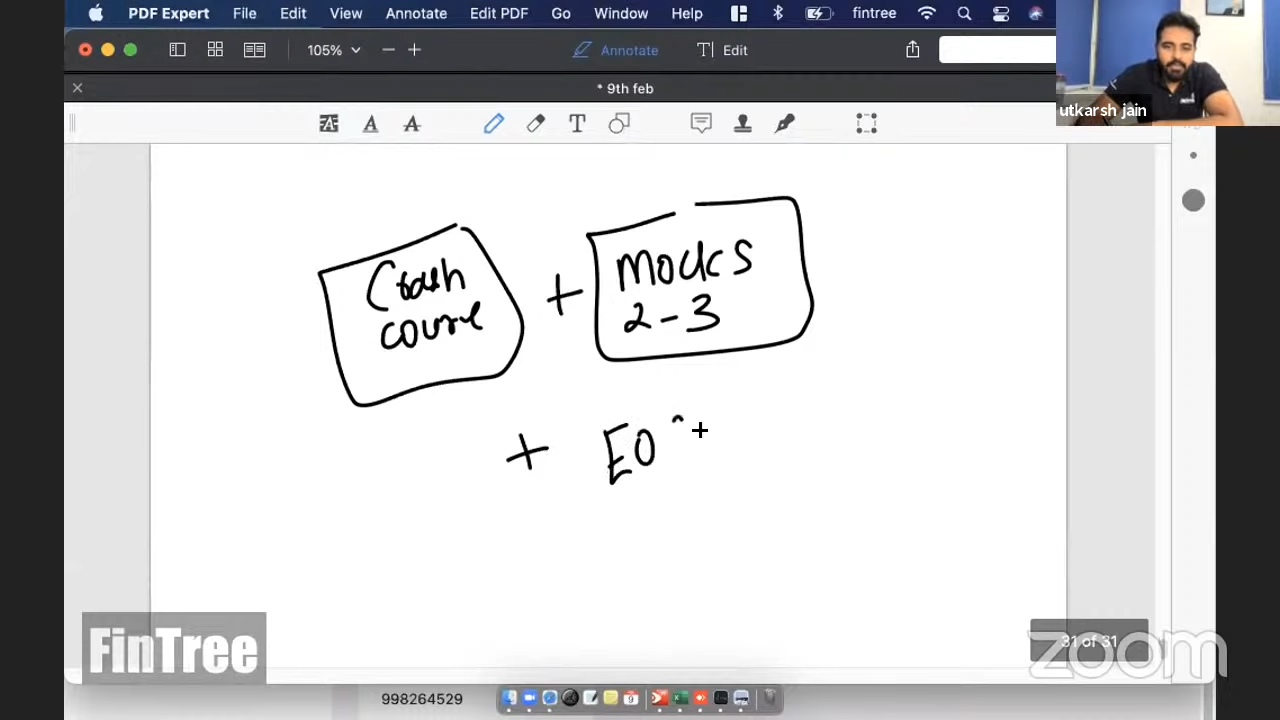 PDF Expert File Edit View Annotate Edit PDF Go Window Help fintree
105% Annotate Edit
utkarsh jain
* 9th feb
Crash + Mocks
course 2-3
+ EO
FinTree
31 of 31
zoom
998264529